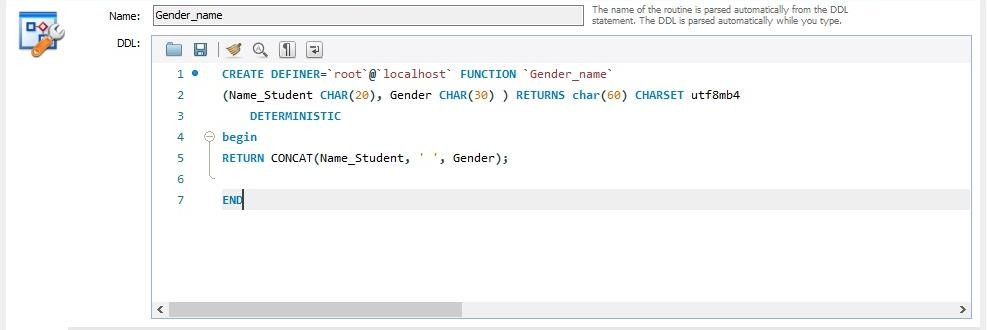 Name: Gender_name
The name of the routine is parsed automatically from the DDL
statement. The DDL is parsed automatically while you type.
DDL:
1 CREATE DEFINER=`root`@`localhost` FUNCTION `Gender_name`
2 (Name_Student CHAR(20), Gender CHAR(30) ) RETURNS char(60) CHARSET utf8mb4
3 DETERMINISTIC
4 begin
5 RETURN CONCAT(Name_Student, ' ', Gender);
6
7 END